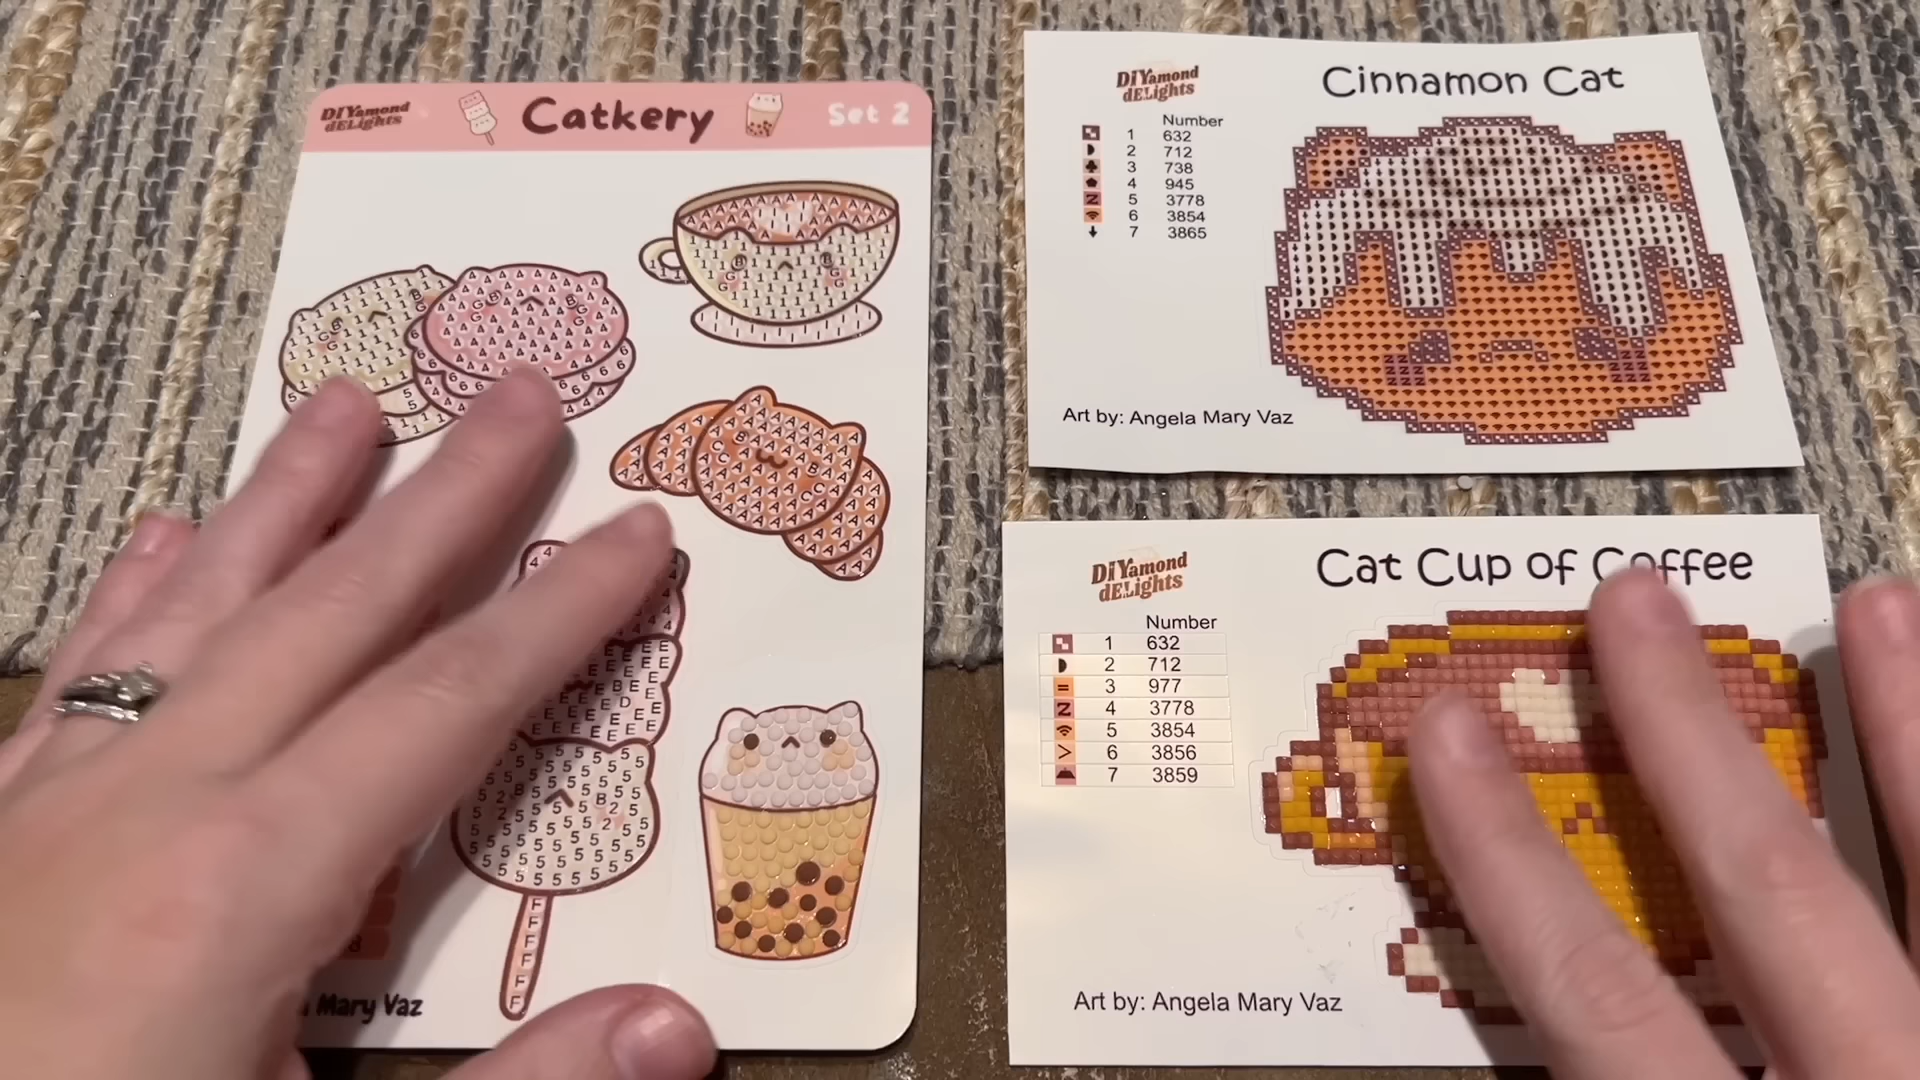 DIYamond
dELights
Catkery
Set 2
Mary Vaz
DiYamond
dELights
Cinnamon Cat
Number
1 632
2 712
3 738
4 945
5 3778
6 3854
7 3865
Art by: Angela Mary Vaz
DiYamond
dELights
Cat Cup of Coffee
Number
1 632
2 712
3 977
4 3778
5 3854
6 3856
7 3859
Art by: Angela Mary Vaz